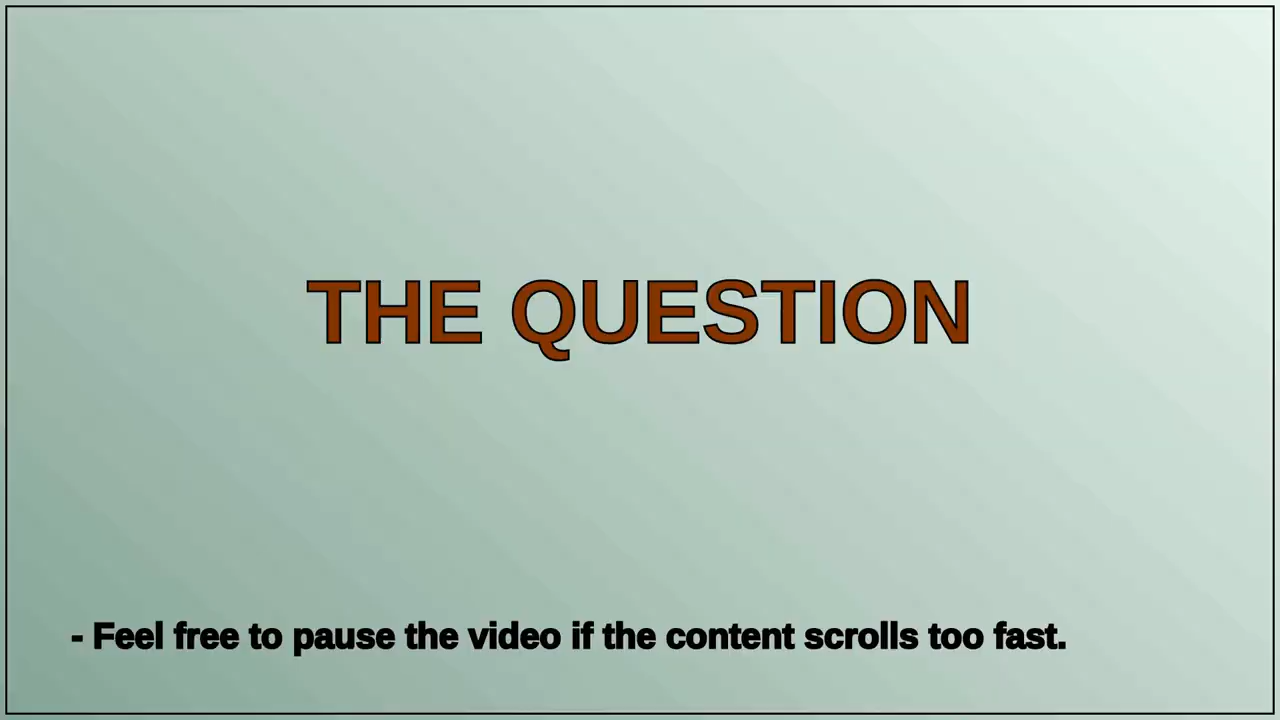 THE QUESTION
- Feel free to pause the video if the content scrolls too fast.